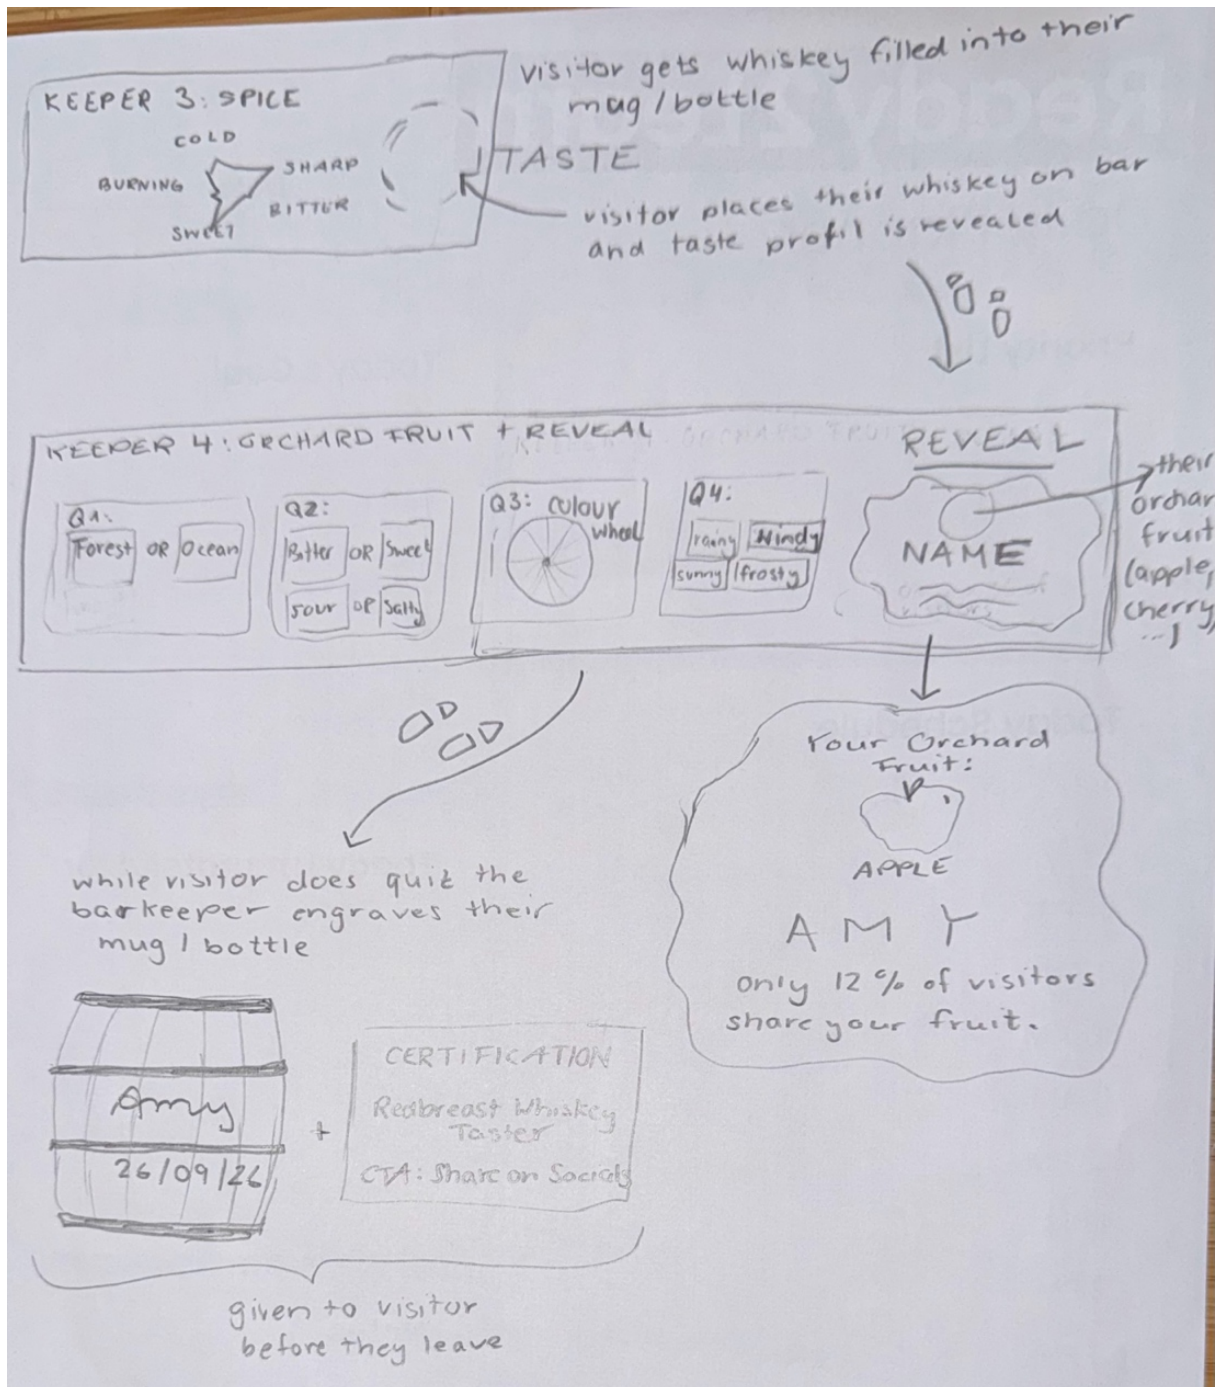 visitor gets whiskey filled into their
mug / bottle
KEEPER 3: SPICE
COLD
SHARP
BURNING
BITTER
SWEET
TASTE
visitor places their whiskey on bar
and taste profil is revealed
KEEPER 4: ORCHARD FRUIT + REVEAL
REVEAL
Q1:
Forest OR Ocean
Q2:
Bitter OR Sweet
sour OR Salty
Q3: colour
wheel
Q4:
rainy Windy
sunny frosty
NAME
their
orchar
fruit
(apple,
cherry,
...)
Your Orchard
Fruit:
APPLE
AMY
only 12% of visitors
share your fruit.
while visitor does quiz the
barkeeper engraves their
mug / bottle
Amy
26/09/26
+
CERTIFICATION
Redbreast Whiskey
Taster
CTA: Share on Socials
given to visitor
before they leave